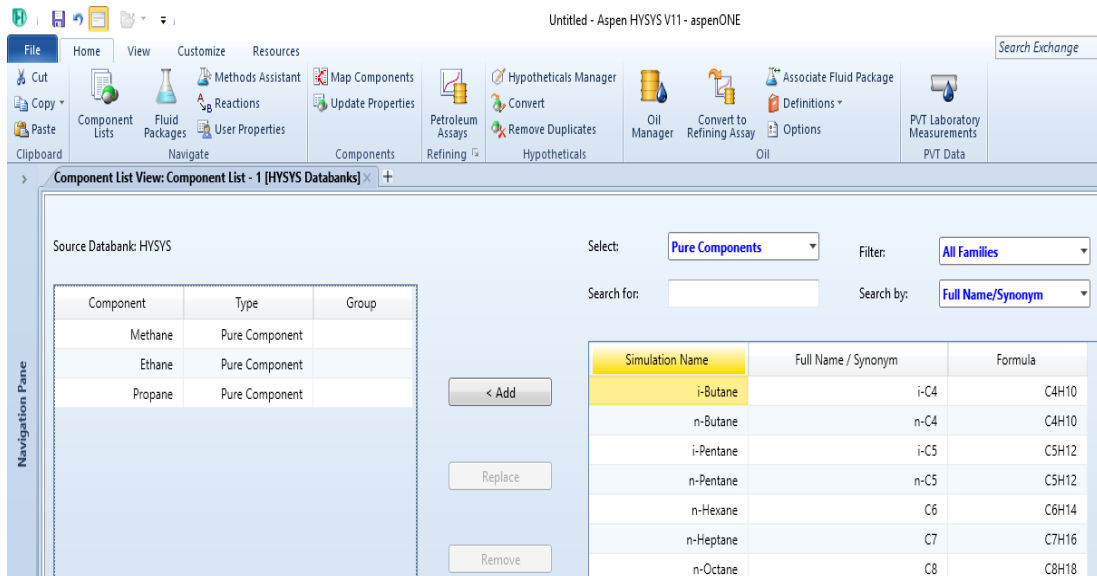 Untitled - Aspen HYSYS V11 - aspenONE
File Home View Customize Resources Search Exchange
Cut
Copy
Paste
Clipboard
Component Lists
Fluid Packages
Methods Assistant
Reactions
User Properties
Navigate
Map Components
Update Properties
Components
Petroleum Assays
Refining
Hypotheticals Manager
Convert
Remove Duplicates
Hypotheticals
Oil Manager
Convert to Refining Assay
Associate Fluid Package
Definitions
Options
Oil
PVT Laboratory Measurements
PVT Data
Component List View: Component List - 1 [HYSYS Databanks]
Navigation Pane
Source Databank: HYSYS
Component Type Group
Methane Pure Component
Ethane Pure Component
Propane Pure Component
< Add
Replace
Remove
Select: Pure Components Filter: All Families
Search for: Search by: Full Name/Synonym
Simulation Name Full Name / Synonym Formula
i-Butane i-C4 C4H10
n-Butane n-C4 C4H10
i-Pentane i-C5 C5H12
n-Pentane n-C5 C5H12
n-Hexane C6 C6H14
n-Heptane C7 C7H16
n-Octane C8 C8H18